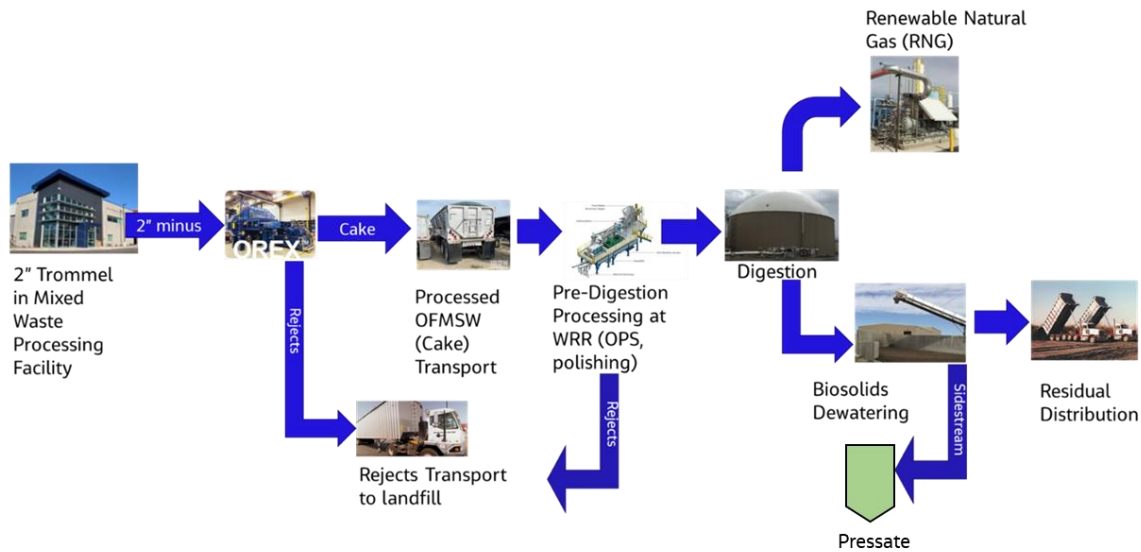 Renewable Natural
Gas (RNG)
2" minus
OREX
Cake
2" Trommel
in Mixed
Waste
Processing
Facility
Rejects
Processed
OFMSW
(Cake)
Transport
Pre-Digestion
Processing at
WRR (OPS,
polishing)
Digestion
Biosolids
Dewatering
Residual
Distribution
Rejects
Sidestream
Rejects Transport
to landfill
Pressate